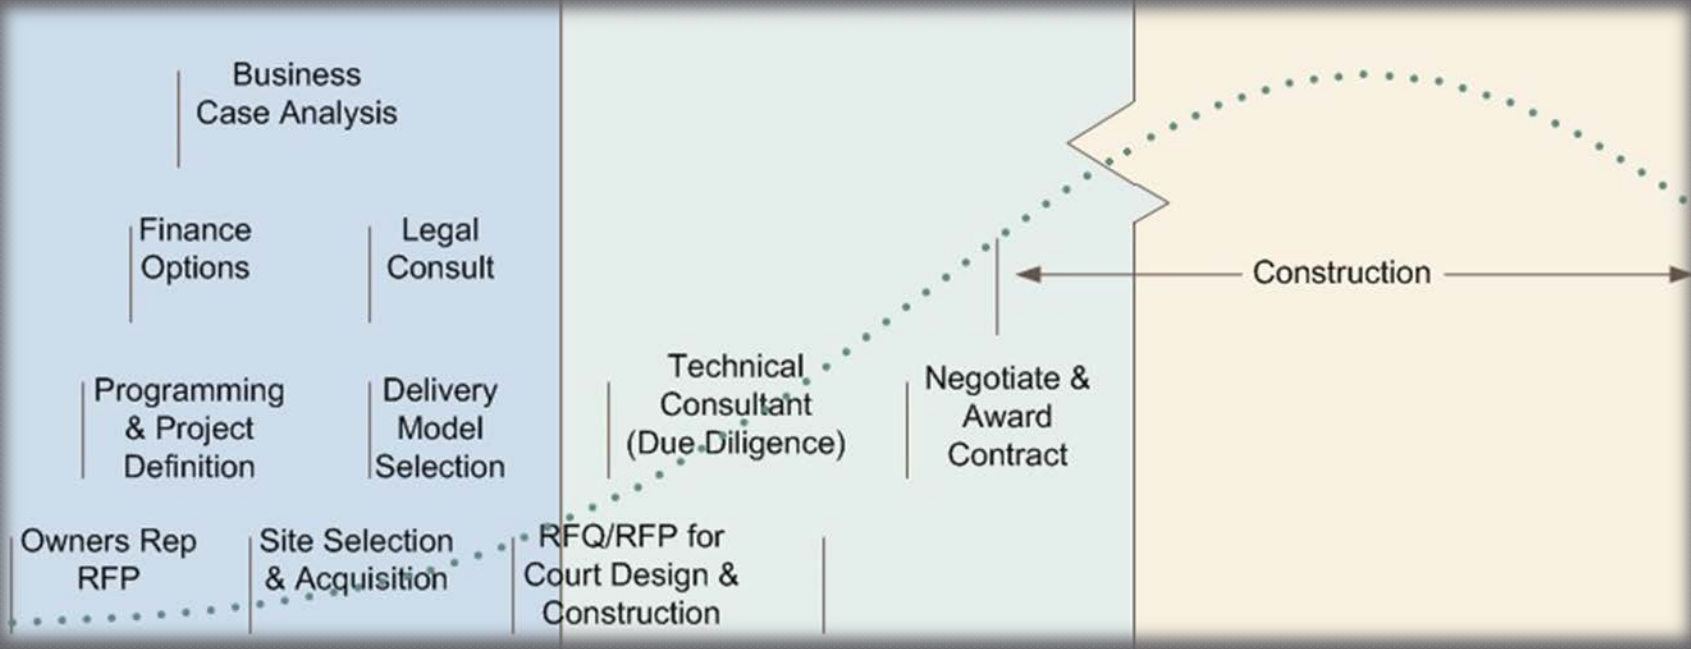 Business
Case Analysis
Finance
Options
Legal
Consult
Programming
& Project
Definition
Delivery
Model
Selection
Owners Rep
RFP
Site Selection
& Acquisition
RFQ/RFP for
Court Design &
Construction
Technical
Consultant
(Due Diligence)
Negotiate &
Award
Contract
Construction